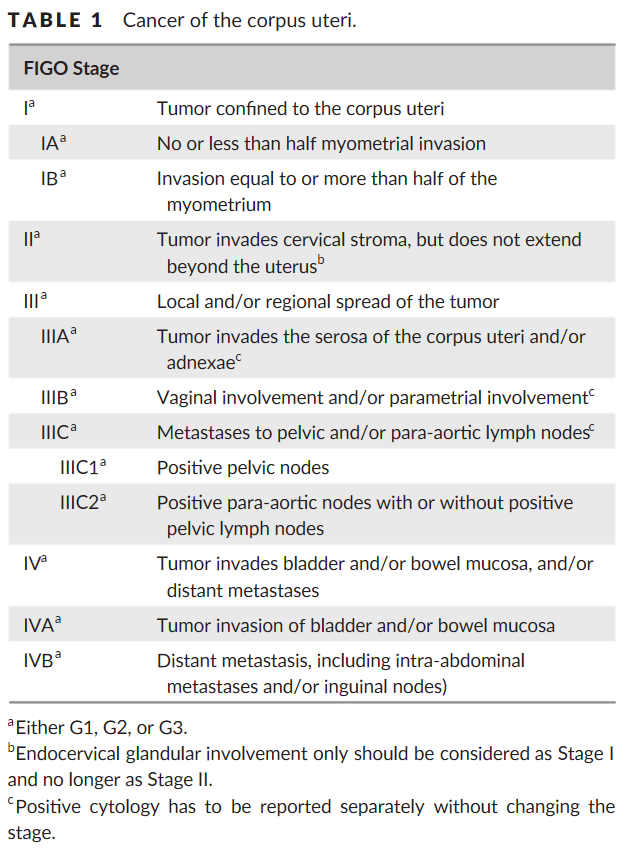 TABLE 1 Cancer of the corpus uteri.
FIGO Stage
Iᵃ Tumor confined to the corpus uteri
IAᵃ No or less than half myometrial invasion
IBᵃ Invasion equal to or more than half of the
myometrium
IIᵃ Tumor invades cervical stroma, but does not extend
beyond the uterusᵇ
IIIᵃ Local and/or regional spread of the tumor
IIIAᵃ Tumor invades the serosa of the corpus uteri and/or
adnexaeᶜ
IIIBᵃ Vaginal involvement and/or parametrial involvementᶜ
IIICᵃ Metastases to pelvic and/or para-aortic lymph nodesᶜ
IIIC1ᵃ Positive pelvic nodes
IIIC2ᵃ Positive para-aortic nodes with or without positive
pelvic lymph nodes
IVᵃ Tumor invades bladder and/or bowel mucosa, and/or
distant metastases
IVAᵃ Tumor invasion of bladder and/or bowel mucosa
IVBᵃ Distant metastasis, including intra-abdominal
metastases and/or inguinal nodes)
ᵃEither G1, G2, or G3.
ᵇEndocervical glandular involvement only should be considered as Stage I
and no longer as Stage II.
ᶜPositive cytology has to be reported separately without changing the
stage.